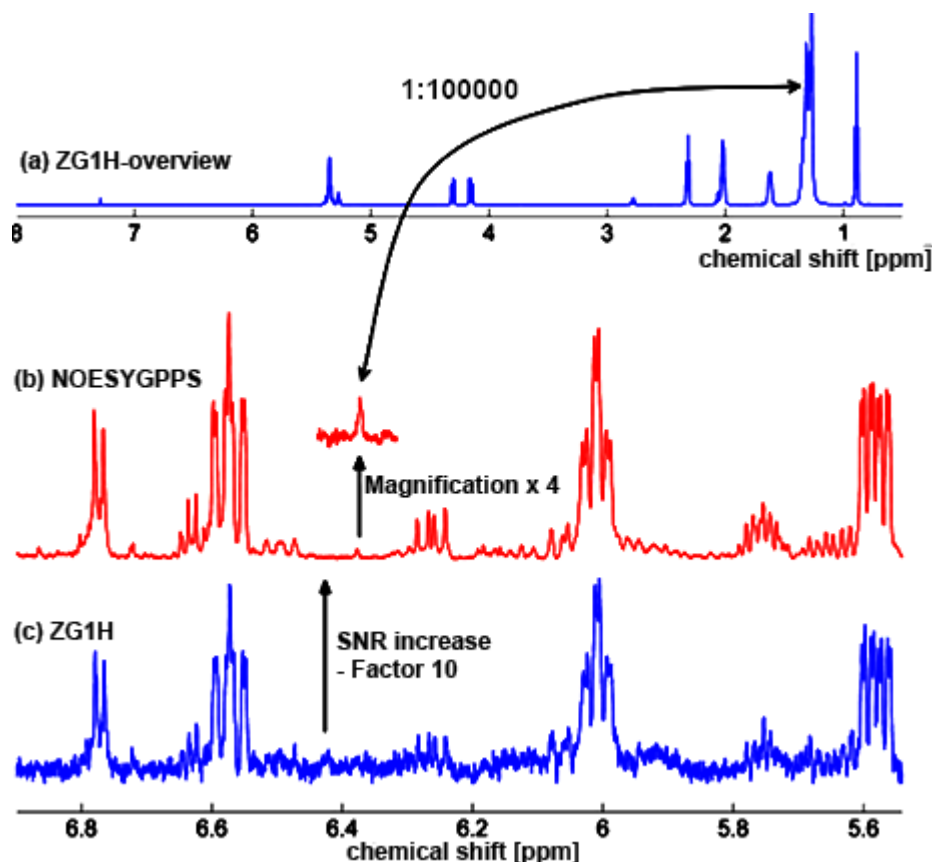 1:100000
(a) ZG1H-overview
8 7 6 5 4 3 2 1
chemical shift [ppm]
(b) NOESYGPPS
Magnification x 4
(c) ZG1H
SNR increase
- Factor 10
6.8 6.6 6.4 6.2 6 5.8 5.6
chemical shift [ppm]